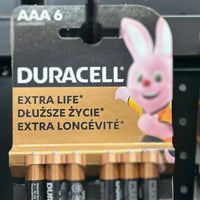 AAA 6
DURACELL®
EXTRA LIFE*
DŁUŻSZE ŻYCIE*
EXTRA LONGÉVITÉ*